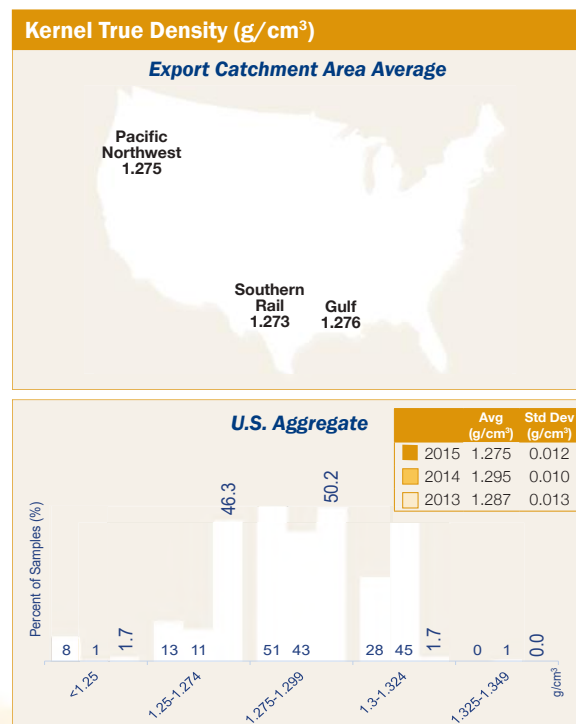 Kernel True Density (g/cm³)
Export Catchment Area Average
Pacific
Northwest
1.275
Southern
Rail
1.273
Gulf
1.276
U.S. Aggregate
Avg Std Dev
(g/cm³) (g/cm³)
2015 1.275 0.012
2014 1.295 0.010
2013 1.287 0.013
Percent of Samples (%)
8 1 1.7
13 11 46.3
51 43 50.2
28 45 1.7
0 1 0.0
<1.25
1.25-1.274
1.275-1.299
1.3-1.324
1.325-1.349
g/cm³